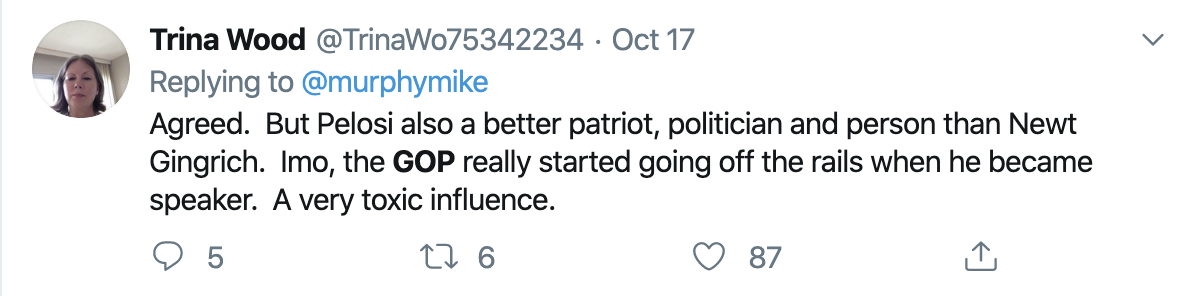 Trina Wood @TrinaWo75342234 · Oct 17
Replying to @murphymike
Agreed.  But Pelosi also a better patriot, politician and person than Newt
Gingrich.  Imo, the GOP really started going off the rails when he became
speaker.  A very toxic influence.
5 6 87